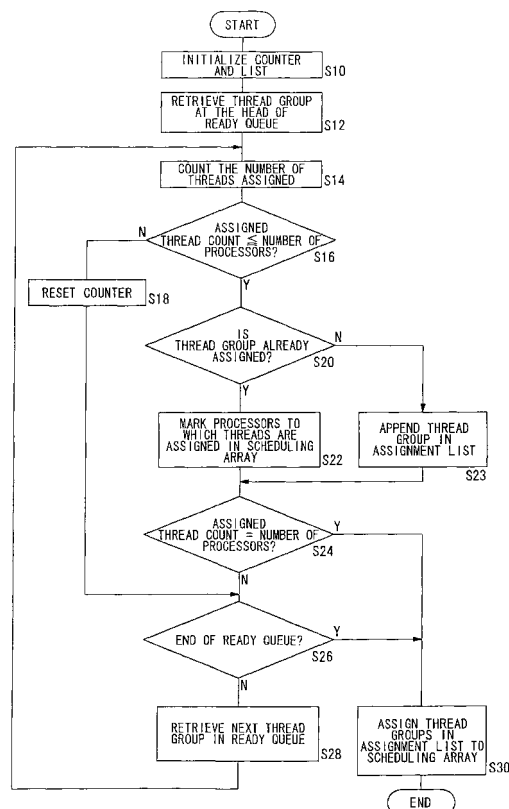 START
INITIALIZE COUNTER
AND LIST
S10
RETRIEVE THREAD GROUP
AT THE HEAD OF
READY QUEUE
S12
COUNT THE NUMBER OF
THREADS ASSIGNED
S14
ASSIGNED
THREAD COUNT ≦ NUMBER OF
PROCESSORS?
S16
N
Y
RESET COUNTER
S18
IS
THREAD GROUP ALREADY
ASSIGNED?
S20
N
Y
MARK PROCESSORS TO
WHICH THREADS ARE
ASSIGNED IN SCHEDULING
ARRAY
S22
APPEND THREAD
GROUP IN
ASSIGNMENT LIST
S23
ASSIGNED
THREAD COUNT = NUMBER OF
PROCESSORS?
S24
Y
N
END OF READY QUEUE?
S26
Y
N
RETRIEVE NEXT THREAD
GROUP IN READY QUEUE
S28
ASSIGN THREAD
GROUPS IN
ASSIGNMENT LIST TO
SCHEDULING ARRAY
S30
END